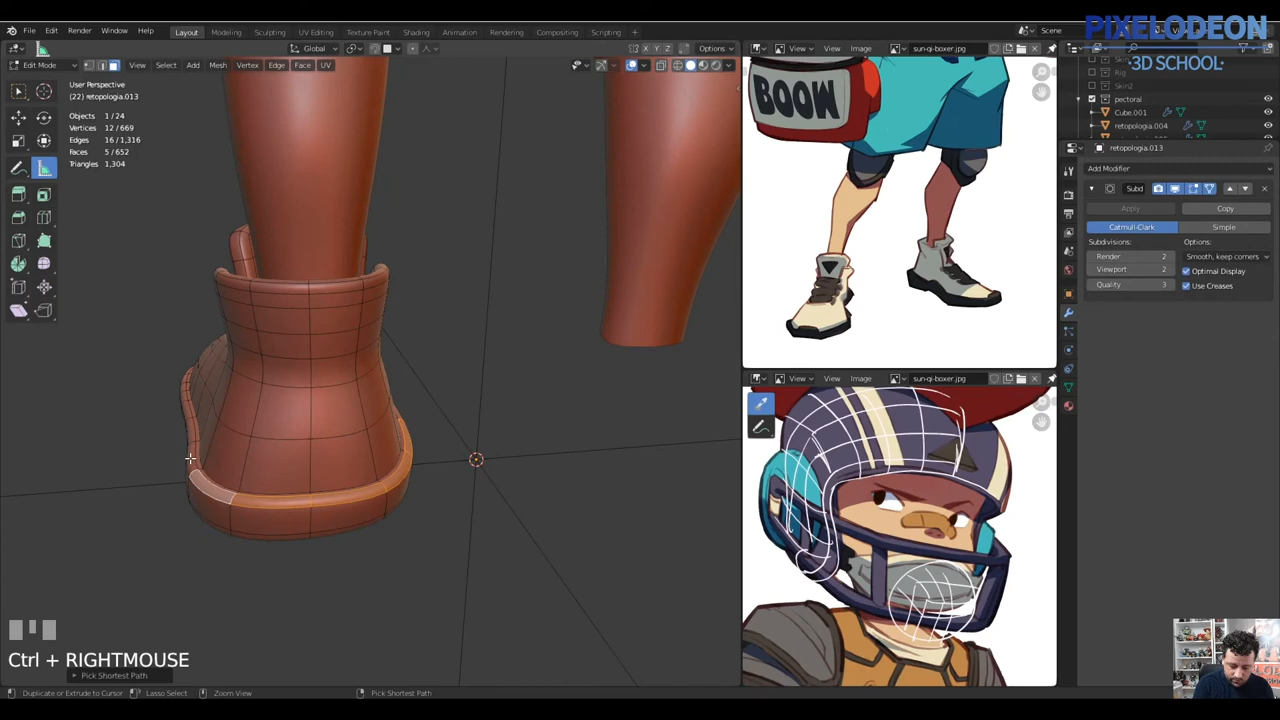 File Edit Render Window Help
Layout Modeling Sculpting UV Editing Texture Paint Shading Animation Rendering Compositing Scripting
Scene
PIXELODEON
·3D SCHOOL·
Global
Options
View Image sun-qi-boxer.jpg
Edit Mode View Select Add Mesh Vertex Edge Face UV
User Perspective
(22) retopologia.013
Objects 1/24
Vertices 12 / 669
Edges 16 / 1,316
Faces 5 / 652
Triangles 1,304
BOOW
Rig
Skin2
pectoral
Cube.001
retopologia.004
retopologia.013
Add Modifier
Subd
Apply Copy
Catmull-Clark Simple
Subdivisions: Options:
Render 2 Smooth, keep corners
Viewport 2 Optimal Display
Quality 3 Use Creases
View Image sun-qi-boxer.jpg
Ctrl + RIGHTMOUSE
Pick Shortest Path
Duplicate or Extrude to Cursor Lasso Select Zoom View Pick Shortest Path